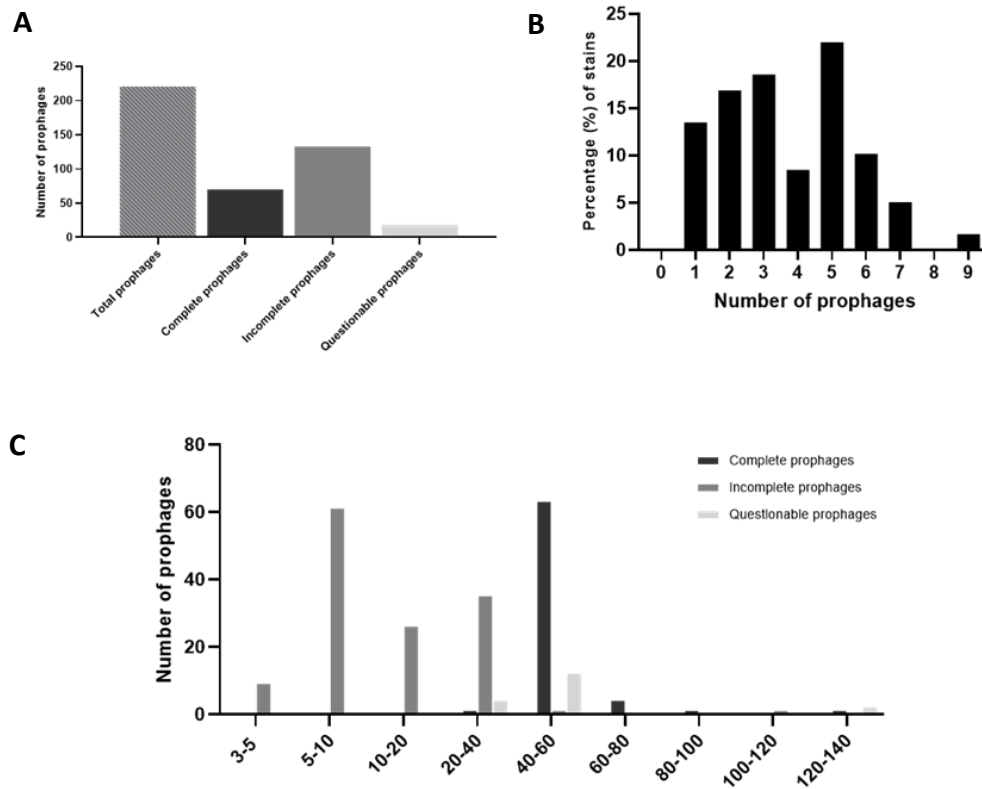 A
Number of prophages
250
200
150
100
50
0
Total prophages
Complete prophages
Incomplete prophages
Questionable prophages
B
Percentage (%) of stains
25
20
15
10
5
0
0 1 2 3 4 5 6 7 8 9
Number of prophages
C
Number of prophages
80
60
40
20
0
Complete prophages
Incomplete prophages
Questionable prophages
3-5
5-10
10-20
20-40
40-60
60-80
80-100
100-120
120-140